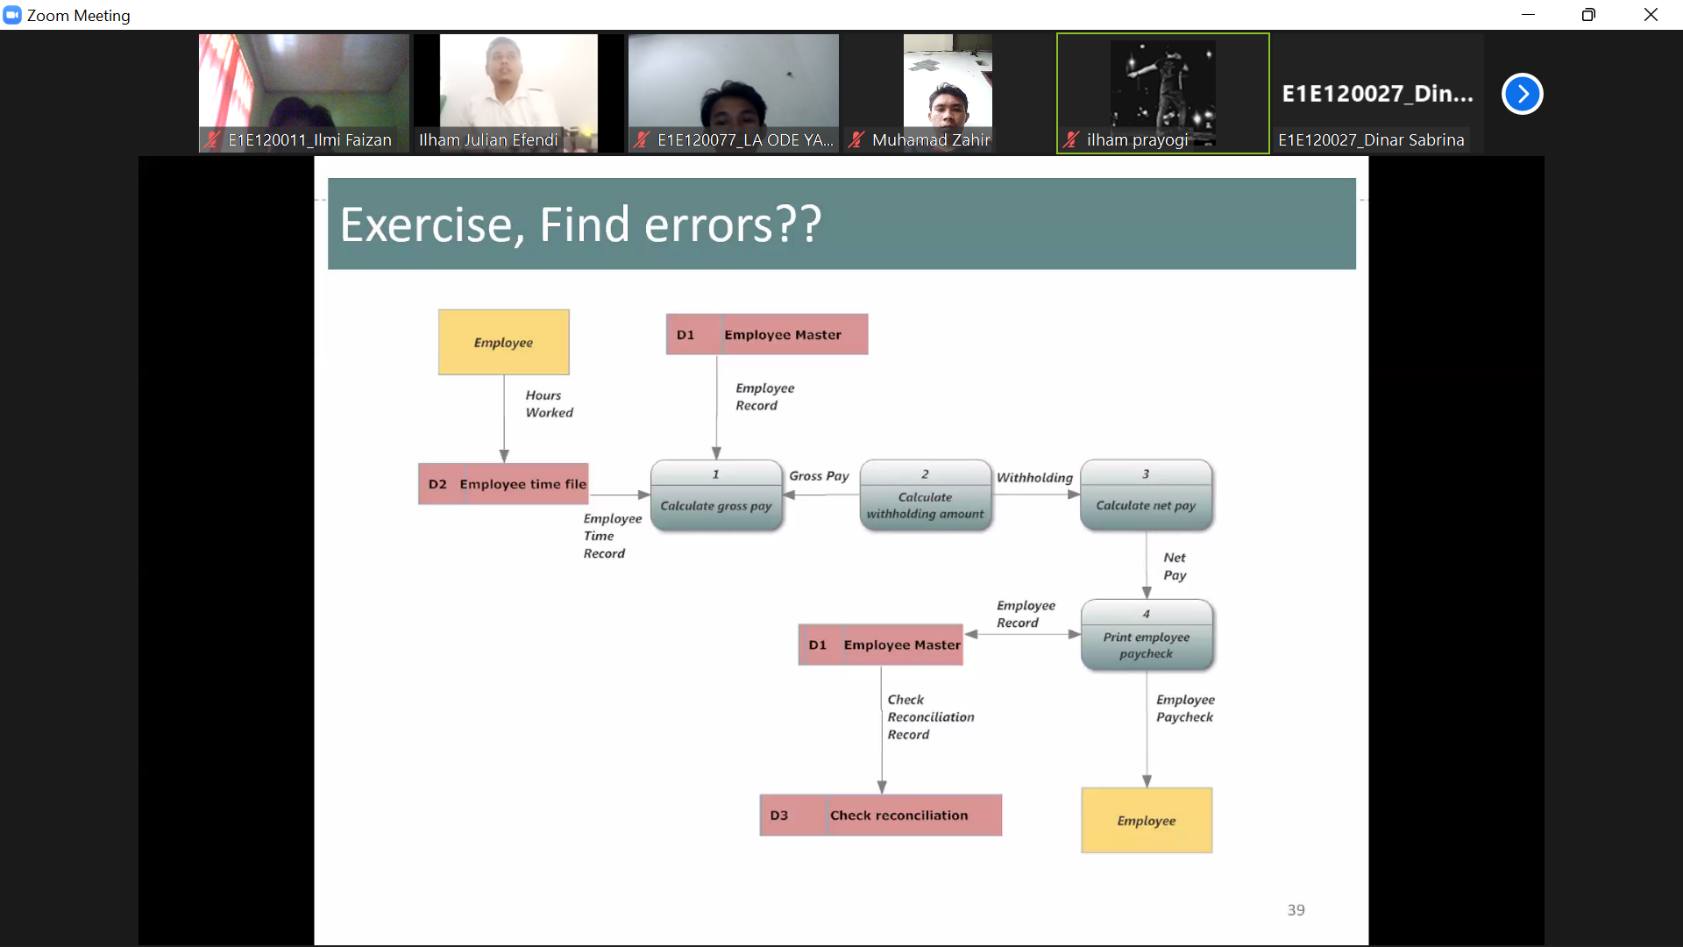 Zoom Meeting
E1E120011_Ilmi Faizan
Ilham Julian Efendi
E1E120077_LA ODE YA...
Muhamad Zahir
ilham prayogi
E1E120027_Din...
E1E120027_Dinar Sabrina
Exercise, Find errors??
Employee
D1 Employee Master
Hours
Worked
Employee
Record
D2 Employee time file
Employee
Time
Record
1
Calculate gross pay
Gross Pay
2
Calculate
withholding amount
Withholding
3
Calculate net pay
Net
Pay
Employee
Record
4
Print employee
paycheck
D1 Employee Master
Check
Reconciliation
Record
Employee
Paycheck
D3 Check reconciliation
Employee
39